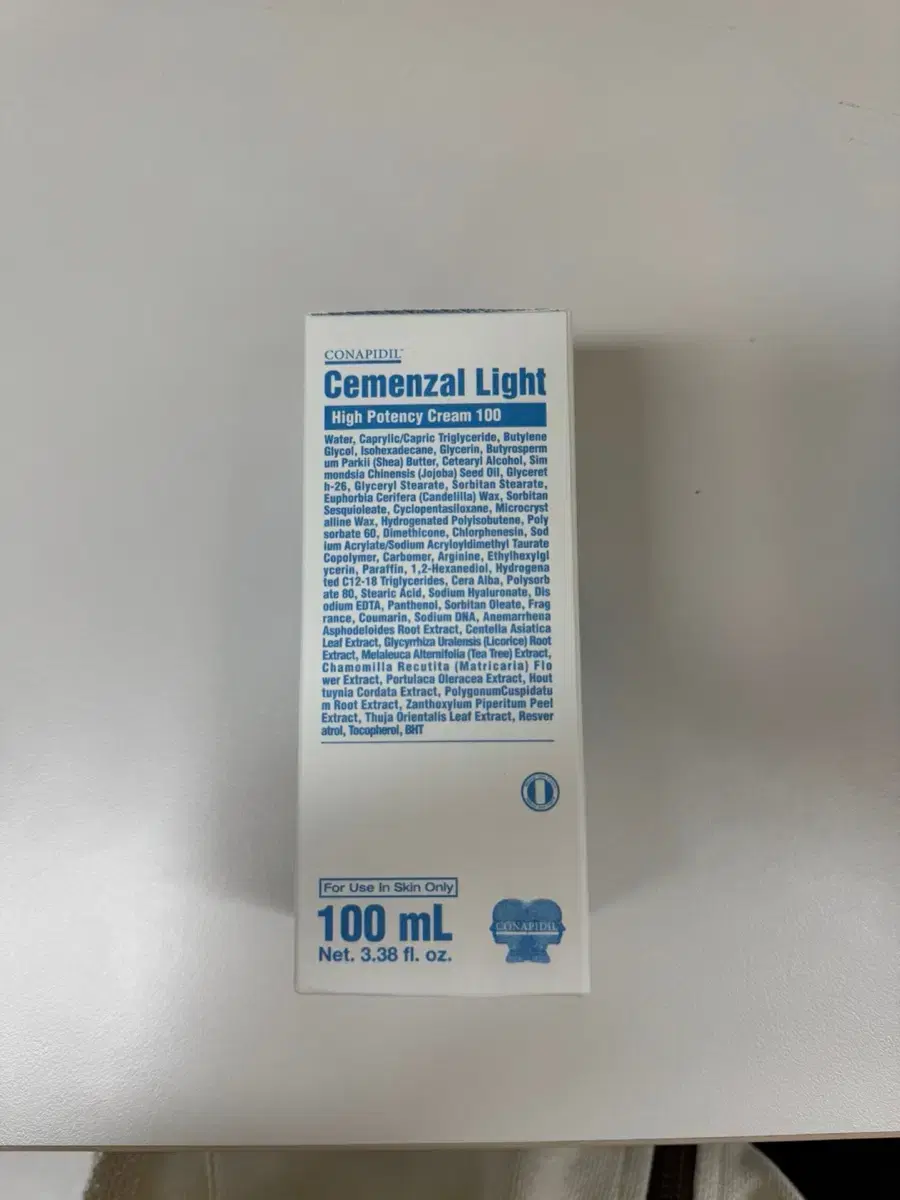 CONAPIDIL™
Cemenzal Light
High Potency Cream 100
Water, Caprylic/Capric Triglyceride, Butylene
Glycol, Isohexadecane, Glycerin, Butyrosperm
um Parkii (Shea) Butter, Cetearyl Alcohol, Sim
mondsia Chinensis (Jojoba) Seed Oil, Glyceret
h-26, Glyceryl Stearate, Sorbitan Stearate,
Euphorbia Cerifera (Candelilla) Wax, Sorbitan
Sesquioleate, Cyclopentasiloxane, Microcryst
alline Wax, Hydrogenated Polyisobutene, Poly
sorbate 60, Dimethicone, Chlorphenesin, Sod
ium Acrylate/Sodium Acryloyldimethyl Taurate
Copolymer, Carbomer, Arginine, Ethylhexylgl
ycerin, Paraffin, 1,2-Hexanediol, Hydrogena
ted C12-18 Triglycerides, Cera Alba, Polysorb
ate 80, Stearic Acid, Sodium Hyaluronate, Dis
odium EDTA, Panthenol, Sorbitan Oleate, Frag
rance, Coumarin, Sodium DNA, Anemarrhena
Asphodeloides Root Extract, Centella Asiatica
Leaf Extract, Glycyrrhiza Uralensis (Licorice) Root
Extract, Melaleuca Alternifolia (Tea Tree) Extract,
Chamomilla Recutita (Matricaria) Flo
wer Extract, Portulaca Oleracea Extract, Hout
tuynia Cordata Extract, PolygonumCuspidatu
m Root Extract, Zanthoxylum Piperitum Peel
Extract, Thuja Orientalis Leaf Extract, Resver
atrol, Tocopherol, BHT
For Use In Skin Only
100 mL
Net. 3.38 fl. oz.
CONAPIDIL